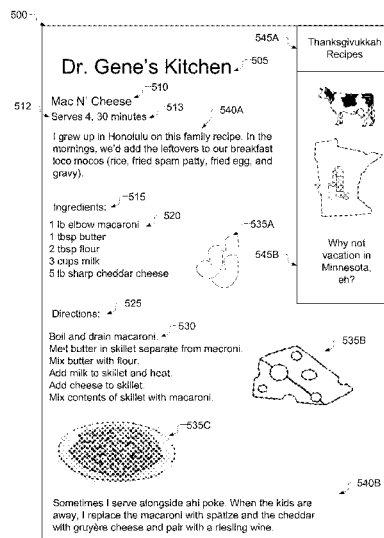 500
545A
Thanksgivukkah
Recipes
Dr. Gene's Kitchen
505
510
Mac N' Cheese
512
Serves 4, 30 minutes
513
540A
I grew up in Honolulu on this family recipe. In the
mornings, we'd add the leftovers to our breakfast
loco mocos (rice, fried spam patty, fried egg, and
gravy).
515
Ingredients:
520
1 lb elbow macaroni
1 tbsp butter
2 tbsp flour
3 cups milk
5 lb sharp cheddar cheese
535A
545B
Why not
vacation in
Minnesota,
eh?
525
Directions:
530
Boil and drain macaroni.
Melt butter in skillet separate from macroni.
Mix butter with flour.
Add milk to skillet and heat.
Add cheese to skillet.
Mix contents of skillet with macaroni.
535B
535C
540B
Sometimes I serve alongside ahi poke. When the kids are
away, I replace the macaroni with spätlze and the cheddar
with gruyère cheese and pair with a riesling wine.